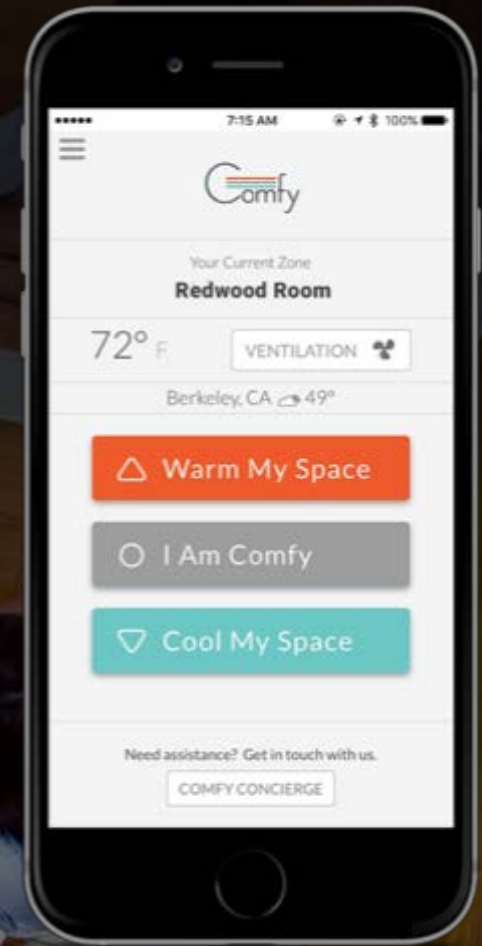 7:15 AM 100%
Comfy
Your Current Zone
Redwood Room
72° F VENTILATION
Berkeley, CA 49°
Warm My Space
I Am Comfy
Cool My Space
Need assistance? Get in touch with us.
COMFY CONCIERGE